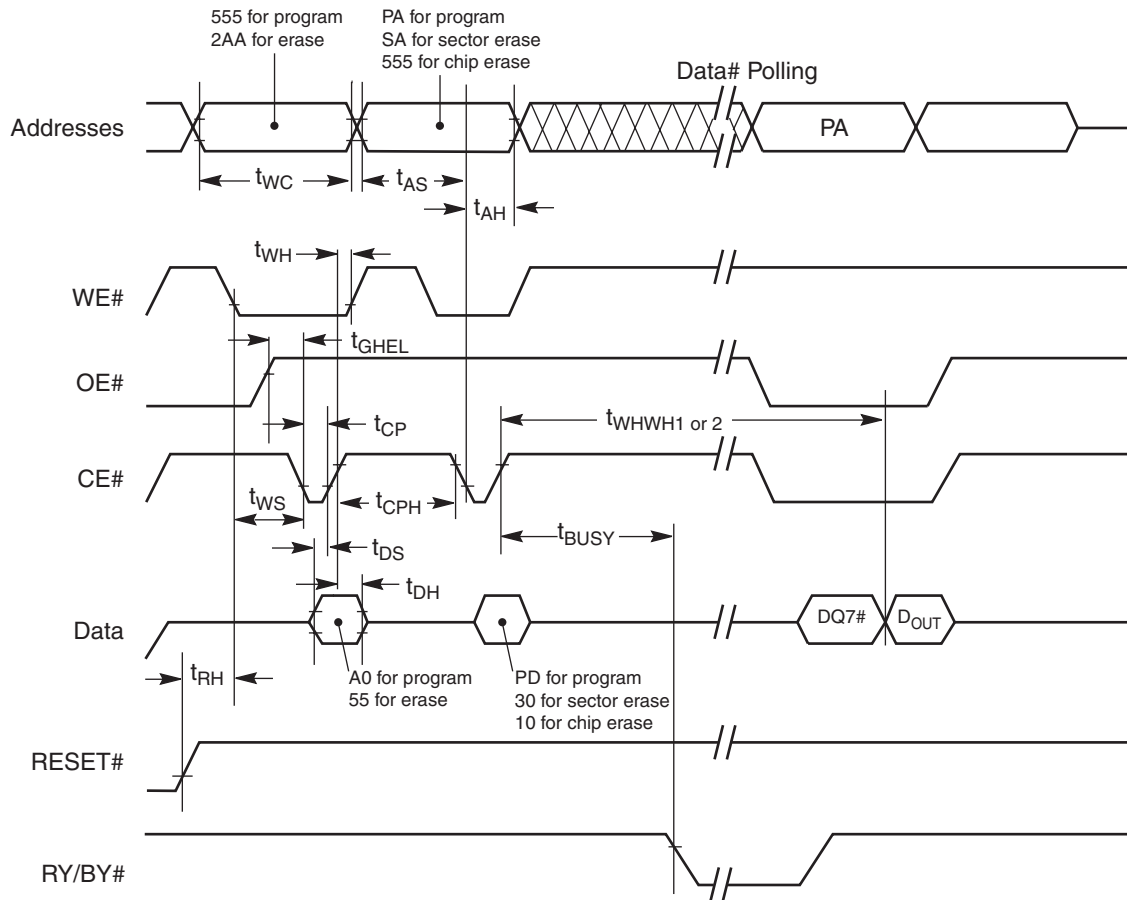 555 for program
2AA for erase
PA for program
SA for sector erase
555 for chip erase
Data# Polling
Addresses
PA
tWC
tAS
tAH
tWH
WE#
tGHEL
OE#
tWHWH1 or 2
tCP
CE#
tWS
tCPH
tBUSY
tDS
tDH
Data
DQ7#
DOUT
tRH
A0 for program
55 for erase
PD for program
30 for sector erase
10 for chip erase
RESET#
RY/BY#